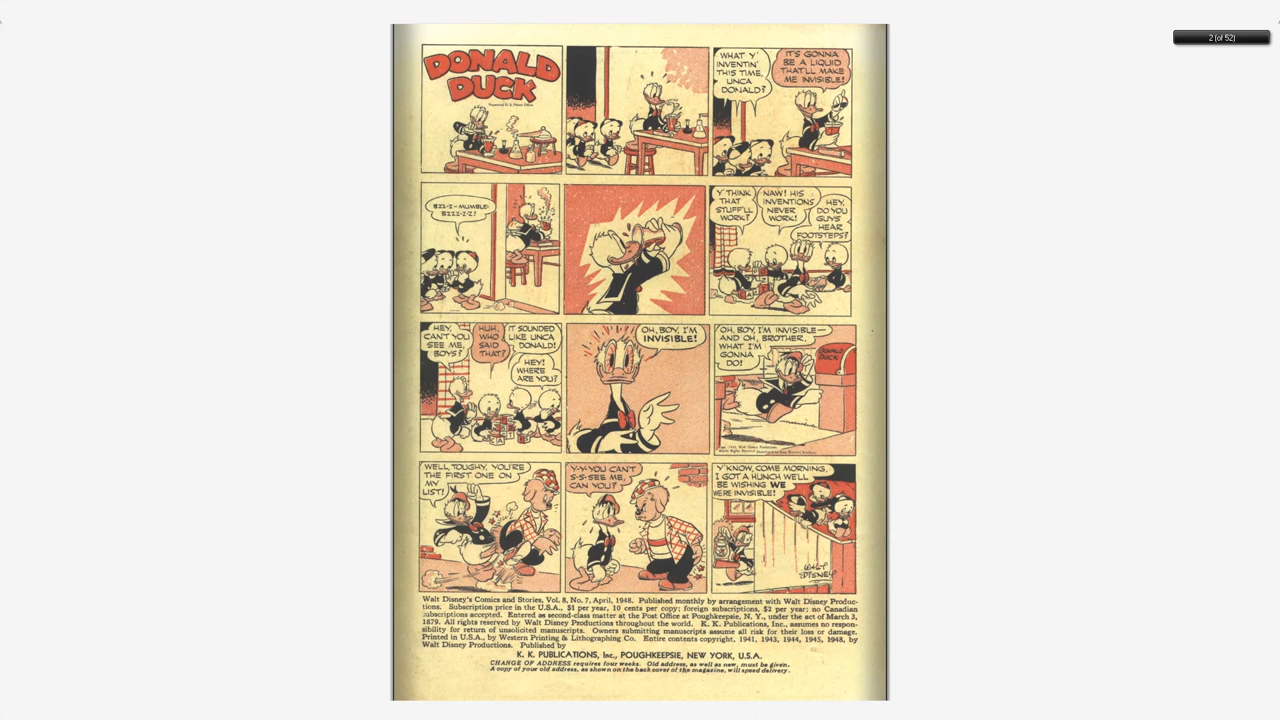 2 (of 52)
DONALD
DUCK
WHAT Y'
INVENTIN'
THIS TIME,
UNCA
DONALD?
IT'S GONNA
BE A LIQUID
THAT'LL MAKE
ME INVISIBLE!
BZZ-Z-MUMBLE-
BZZZ-Z-Z!
Y' THINK
THAT
STUFF'LL
WORK?
NAW! HIS
INVENTIONS
NEVER
WORK!
HEY,
DO YOU
GUYS
HEAR
FOOTSTEPS?
HEY,
CAN'T YOU
SEE ME,
BOYS?
HUH,
WHO
SAID
THAT?
IT SOUNDED
LIKE UNCA
DONALD!
HEY!
WHERE
ARE YOU?
OH, BOY, I'M
INVISIBLE!
OH, BOY, I'M INVISIBLE—
AND OH, BROTHER,
WHAT I'M
GONNA
DO!
DONALD
DUCK
WELL, TOUGHY, YOU'RE
THE FIRST ONE ON
MY
LIST!
Y-Y-YOU CAN'T
S-S-SEE ME,
CAN YOU?
Y'KNOW, COME MORNING,
I GOT A HUNCH WE'LL
BE WISHING WE
WERE INVISIBLE!
WALT
DISNEY
Walt Disney's Comics and Stories, Vol. 8, No. 7, April, 1948. Published monthly by arrangement with Walt Disney Produc-
tions. Subscription price in the U.S.A., $1 per year, 10 cents per copy; foreign subscriptions, $2 per year; no Canadian
subscriptions accepted. Entered as second-class matter at the Post Office at Poughkeepsie, N. Y., under the act of March 3,
1879. All rights reserved by Walt Disney Productions throughout the world. K. K. Publications, Inc., assumes no respon-
sibility for return of unsolicited manuscripts. Owners submitting manuscripts assume all risk for their loss or damage.
Printed in U.S.A., by Western Printing & Lithographing Co. Entire contents copyright, 1941, 1943, 1944, 1945, 1948, by
Walt Disney Productions. Published by
K. K. PUBLICATIONS, Inc., POUGHKEEPSIE, NEW YORK, U.S.A.
CHANGE OF ADDRESS requires four weeks. Old address, as well as new, must be given.
A copy of your old address, as shown on the back cover of the magazine, will speed delivery.